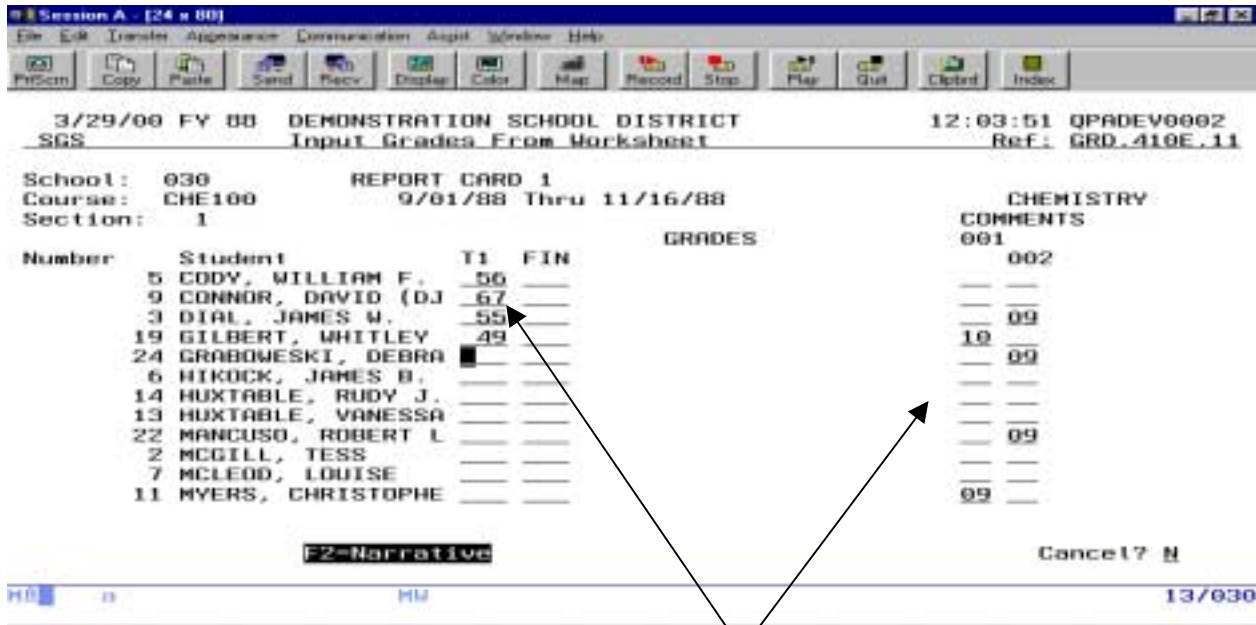 Session A - [24 x 80]
File Edit Transfer Appearance Communication Assist Window Help
PrtScrn Copy Paste Send Recv Display Color Map Record Stop Play Quit Clipbrd Index
3/29/00 FY 88 DEMONSTRATION SCHOOL DISTRICT 12:03:51 QPADEV0002
SGS Input Grades From Worksheet Ref: GRD.410E.11
School: 030 REPORT CARD 1
Course: CHE100 9/01/88 Thru 11/16/88 CHEMISTRY
Section: 1 COMMENTS
GRADES 001
Number Student T1 FIN 002
5 CODY, WILLIAM F. 56
9 CONNOR, DAVID (DJ 67
3 DIAL, JAMES W. 55 09
19 GILBERT, WHITLEY 49 10
24 GRABOWESKI, DEBRA 09
6 HIKOCK, JAMES B.
14 HUXTABLE, RUDY J.
13 HUXTABLE, VANESSA
22 MANCUSO, ROBERT L 09
2 MCGILL, TESS
7 MCLEOD, LOUISE
11 MYERS, CHRISTOPHE 09
F2=Narrative Cancel? N
a MW 13/030